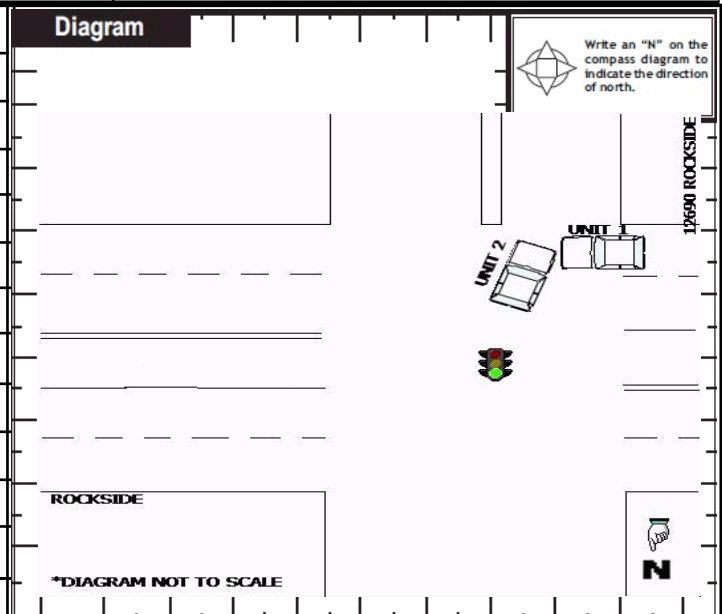 Diagram
Write an "N" on the
compass diagram to
indicate the direction
of north.
12690 ROCKSIDE
UNIT 1
UNIT 2
ROCKSIDE
*DIAGRAM NOT TO SCALE
N